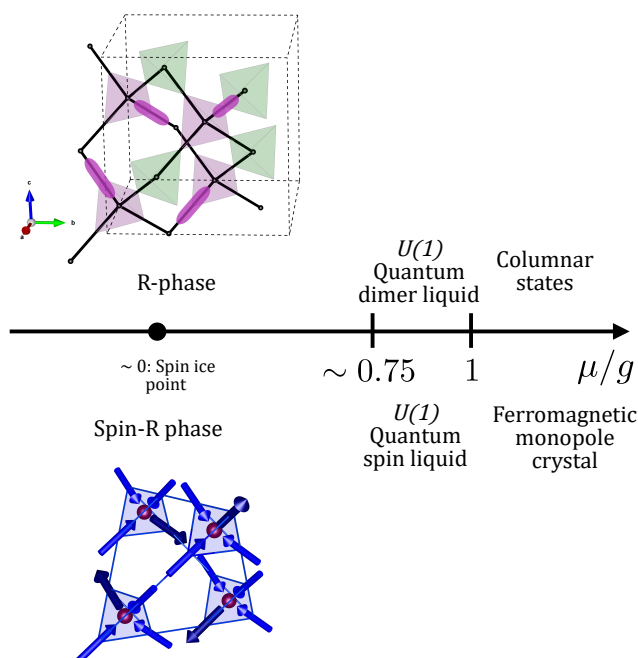 c
b
a
R-phase
U(1)
Quantum
dimer liquid
Columnar
states
~ 0: Spin ice
point
~ 0.75
1
μ/g
Spin-R phase
U(1)
Quantum
spin liquid
Ferromagnetic
monopole
crystal